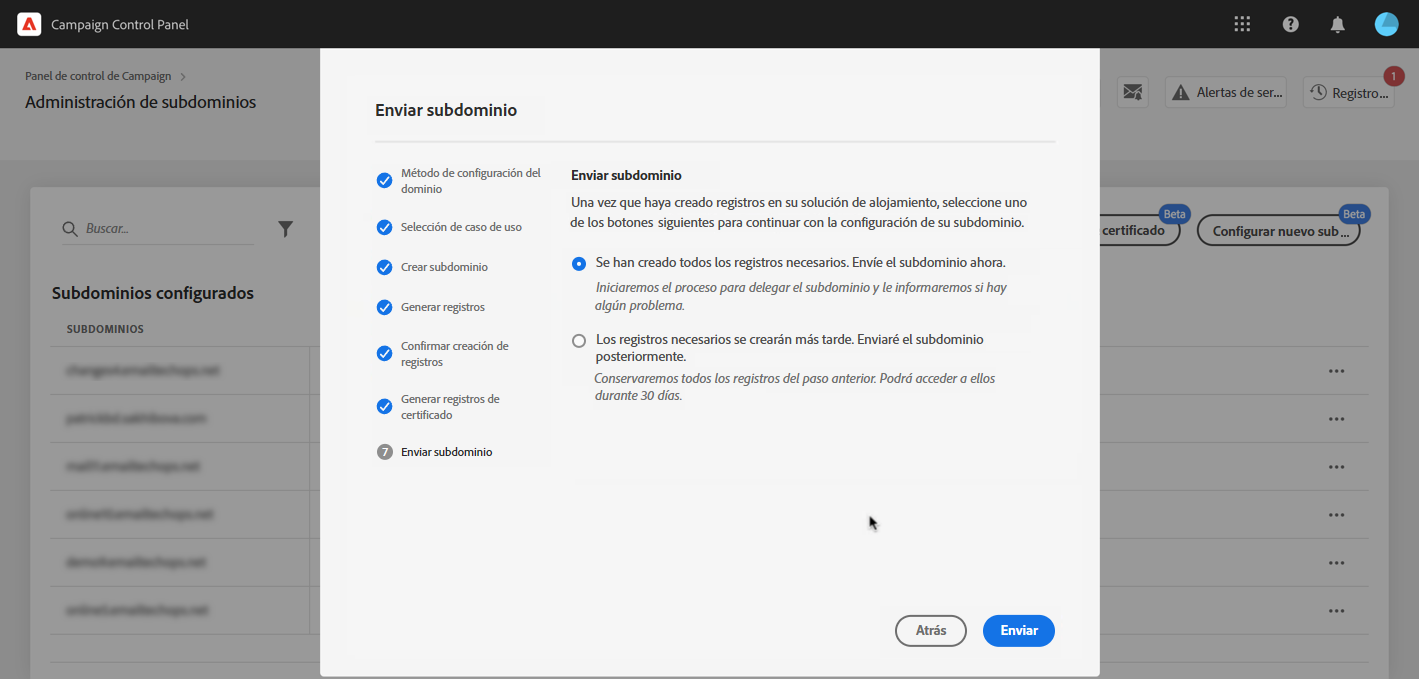 Campaign Control Panel
Panel de control de Campaign
Administración de subdominios
Alertas de ser...
Registro...
1
Buscar...
certificado
Beta
Configurar nuevo sub ...
Beta
Subdominios configurados
SUBDOMINIOS
Enviar subdominio
Método de configuración del
dominio
Selección de caso de uso
Crear subdominio
Generar registros
Confirmar creación de
registros
Generar registros de
certificado
7 Enviar subdominio
Enviar subdominio
Una vez que haya creado registros en su solución de alojamiento, seleccione uno
de los botones siguientes para continuar con la configuración de su subdominio.
Se han creado todos los registros necesarios. Envíe el subdominio ahora.
Iniciaremos el proceso para delegar el subdominio y le informaremos si hay
algún problema.
Los registros necesarios se crearán más tarde. Enviaré el subdominio
posteriormente.
Conservaremos todos los registros del paso anterior. Podrá acceder a ellos
durante 30 días.
Atrás
Enviar